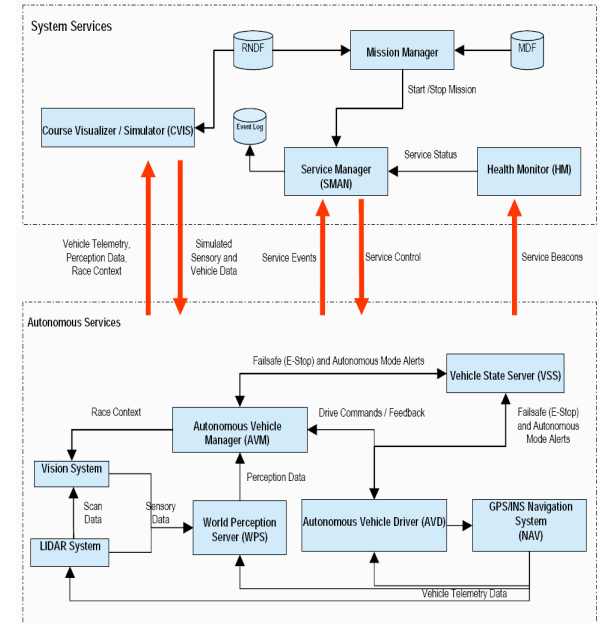 System Services
RNDF
Mission Manager
MDF
Start /Stop Mission
Course Visualizer / Simulator (CVIS)
Event Log
Service Manager
(SMAN)
Service Status
Health Monitor (HM)
Vehicle Telemetry,
Perception Data,
Race Context
Simulated
Sensory and
Vehicle Data
Service Events
Service Control
Service Beacons
Autonomous Services
Failsafe (E-Stop) and Autonomous Mode Alerts
Vehicle State Server (VSS)
Race Context
Autonomous Vehicle
Manager (AVM)
Drive Commands / Feedback
Failsafe (E-Stop)
and Autonomous
Mode Alerts
Vision System
Perception Data
Scan
Data
Sensory
Data
World Perception
Server (WPS)
Autonomous Vehicle Driver (AVD)
GPS/INS Navigation
System
(NAV)
LIDAR System
Vehicle Telemetry Data